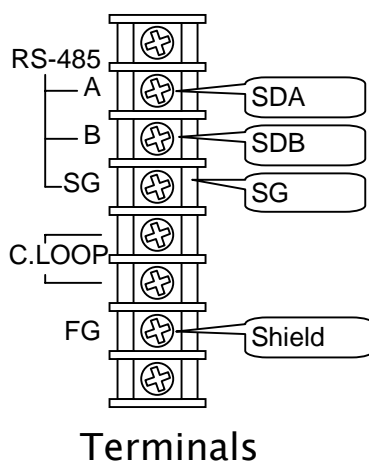 RS-485
A
SDA
B
SDB
SG
SG
C.LOOP
FG
Shield
Terminals